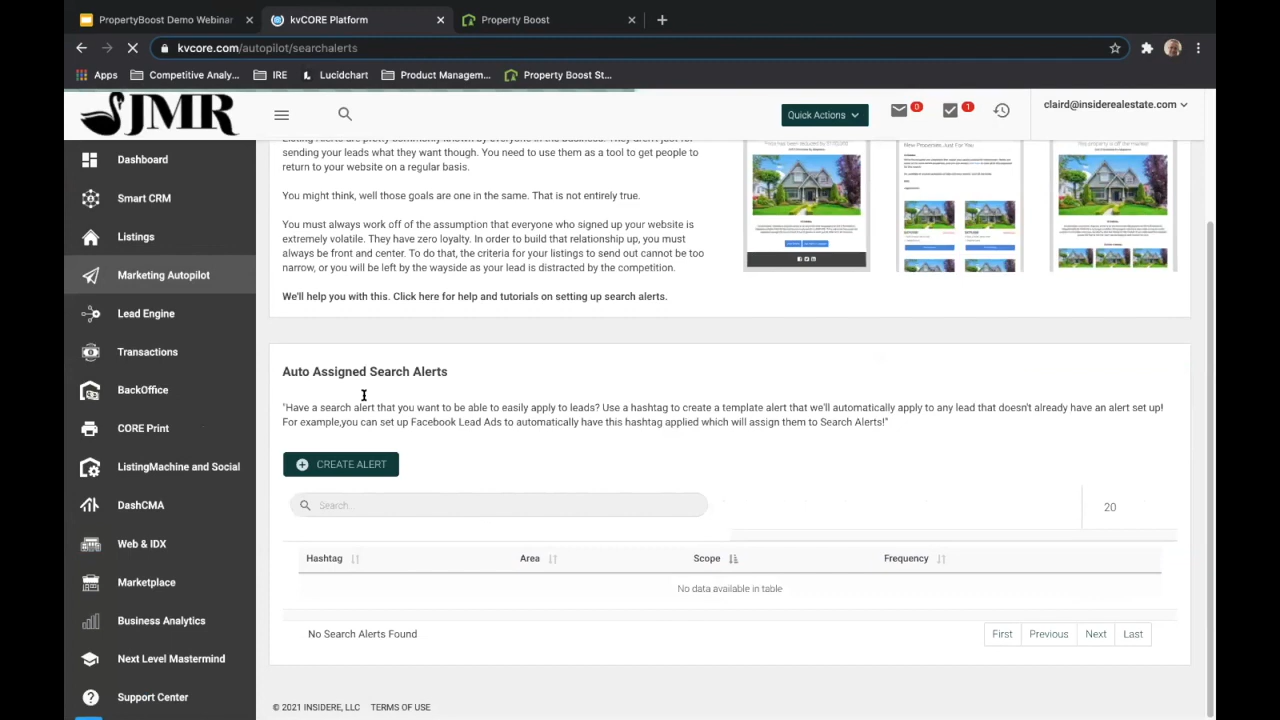 PropertyBoost Demo Webinar
kvCORE Platform
Property Boost
kvcore.com/autopilot/searchalerts
Apps
Competitive Analy...
IRE
Lucidchart
Product Managem...
Property Boost St...
JMR
Quick Actions
0
1
claird@insiderealestate.com
Dashboard
Smart CRM
Listings
Marketing Autopilot
Lead Engine
Transactions
BackOffice
CORE Print
ListingMachine and Social
DashCMA
Web & IDX
Marketplace
Business Analytics
Next Level Mastermind
Support Center
sending your leads what they want though. You need to use them as a tool to get people to
return to your website on a regular basis.
You might think, well those goals are one in the same. That is not entirely true.
You must always work off of the assumption that everyone who signed up your website is
extremely volatile. They have zero loyalty. In order to build that relationship up, you must
always be front and center. To do that, the criteria for your listings to send out cannot be too
narrow, or you will be left by the wayside as your lead is distracted by the competition.
We'll help you with this. Click here for help and tutorials on setting up search alerts.
Auto Assigned Search Alerts
"Have a search alert that you want to be able to easily apply to leads? Use a hashtag to create a template alert that we'll automatically apply to any lead that doesn't already have an alert set up!
For example,you can set up Facebook Lead Ads to automatically have this hashtag applied which will assign them to Search Alerts!"
CREATE ALERT
Search..
20
Hashtag
Area
Scope
Frequency
No data available in table
No Search Alerts Found
First
Previous
Next
Last
© 2021 INSIDERE, LLC
TERMS OF USE